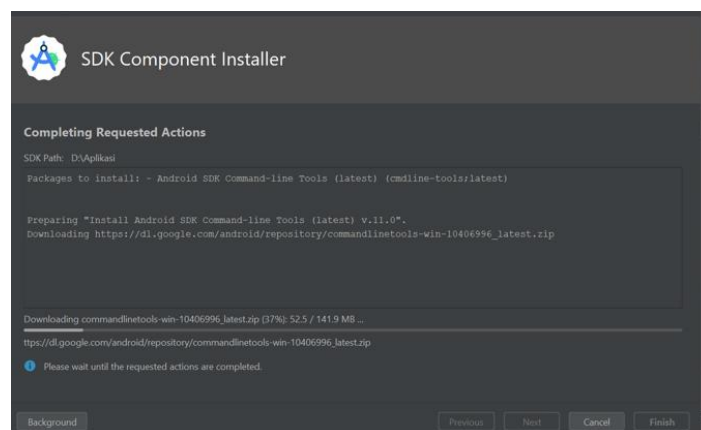 SDK Component Installer
Completing Requested Actions
SDK Path: D:\Aplikasi
Packages to install: - Android SDK Command-line Tools (latest) (cmdline-tools;latest)
Preparing "Install Android SDK Command-line Tools (latest) v.11.0".
Downloading https://dl.google.com/android/repository/commandlinetools-win-10406996_latest.zip
Downloading commandlinetools-win-10406996_latest.zip (37%): 52.5 / 141.9 MB ...
ttps://dl.google.com/android/repository/commandlinetools-win-10406996_latest.zip
Please wait until the requested actions are completed.
Background Previous Next Cancel Finish